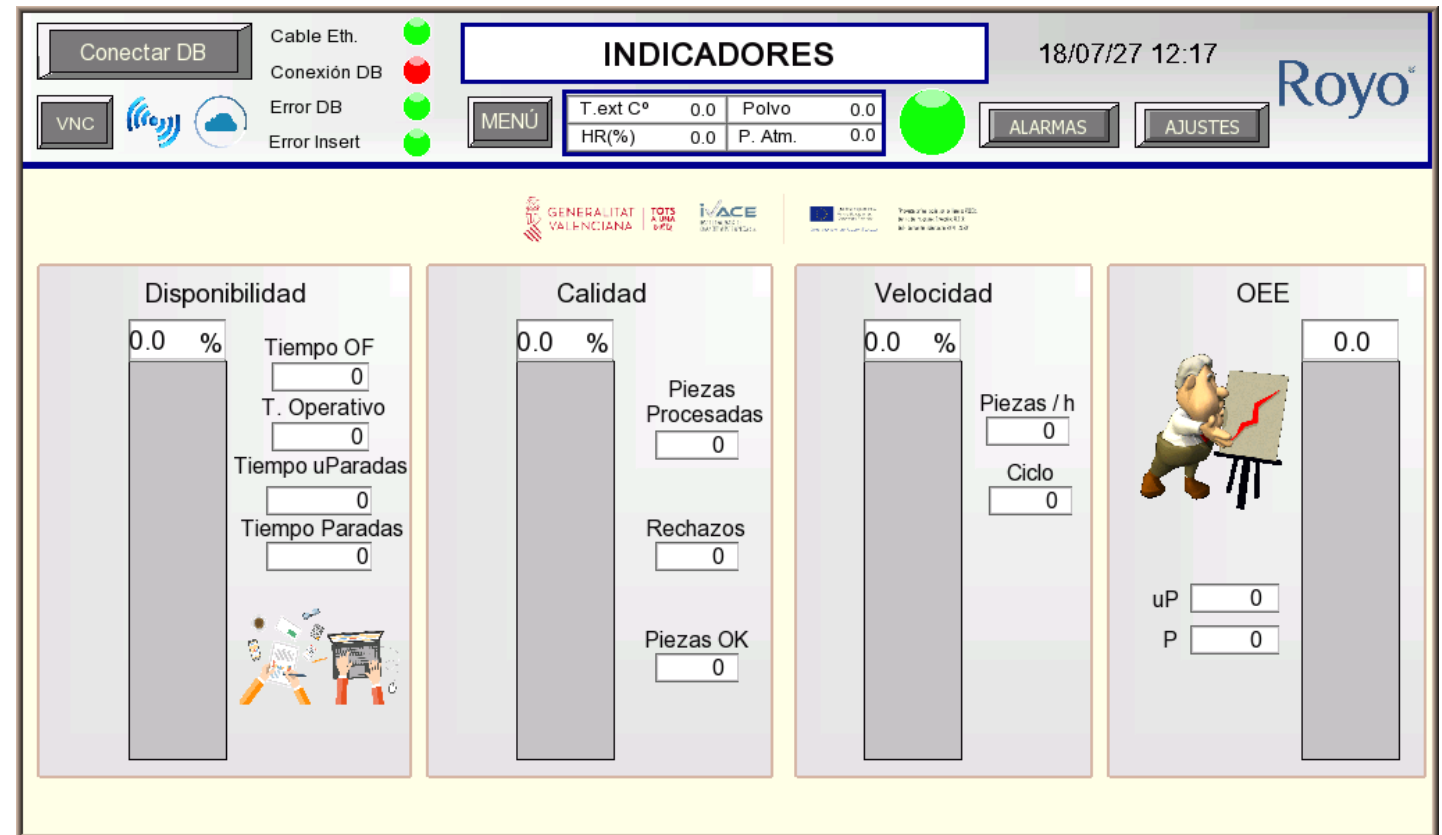 Conectar DB
Cable Eth.
Conexión DB
Error DB
Error Insert
VNC
INDICADORES
MENÚ
T.ext Cº 0.0 Polvo 0.0
HR(%) 0.0 P. Atm. 0.0
18/07/27 12:17
ALARMAS
AJUSTES
Royo
GENERALITAT
VALENCIANA
TOTS
A UNA
veu
iVACE
Disponibilidad
0.0 %
Tiempo OF
0
T. Operativo
0
Tiempo uParadas
0
Tiempo Paradas
0
Calidad
0.0 %
Piezas
Procesadas
0
Rechazos
0
Piezas OK
0
Velocidad
0.0 %
Piezas / h
0
Ciclo
0
OEE
0.0
uP 0
P 0